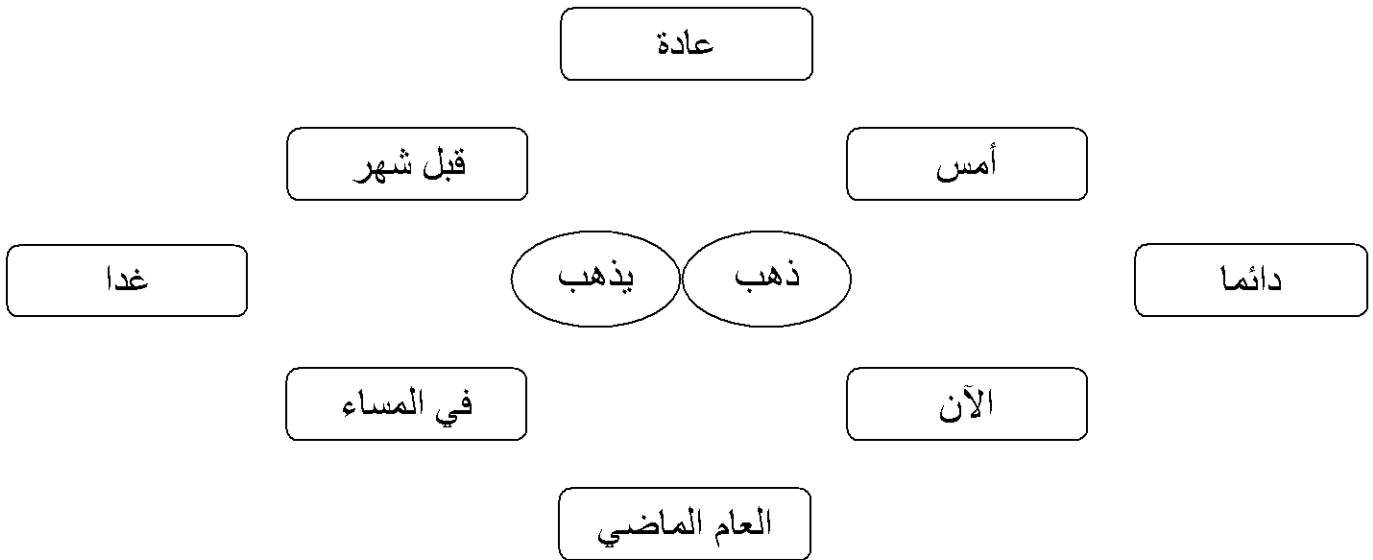 عادة
أمس
قبل شهر
دائما
ذهب
يذهب
غدا
الآن
في المساء
العام الماضي